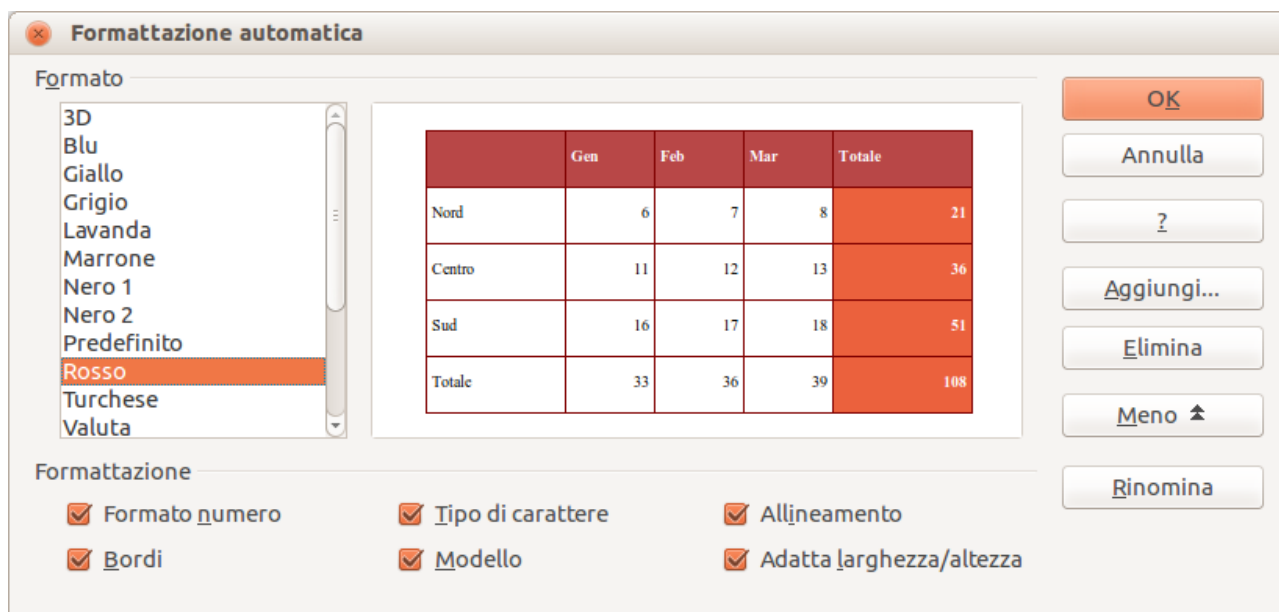 Formattazione automatica
Formato
3D
Blu
Giallo
Grigio
Lavanda
Marrone
Nero 1
Nero 2
Predefinito
Rosso
Turchese
Valuta
Gen Feb Mar Totale
Nord 6 7 8 21
Centro 11 12 13 36
Sud 16 17 18 51
Totale 33 36 39 108
OK
Annulla
?
Aggiungi...
Elimina
Meno
Rinomina
Formattazione
Formato numero Tipo di carattere Allineamento
Bordi Modello Adatta larghezza/altezza